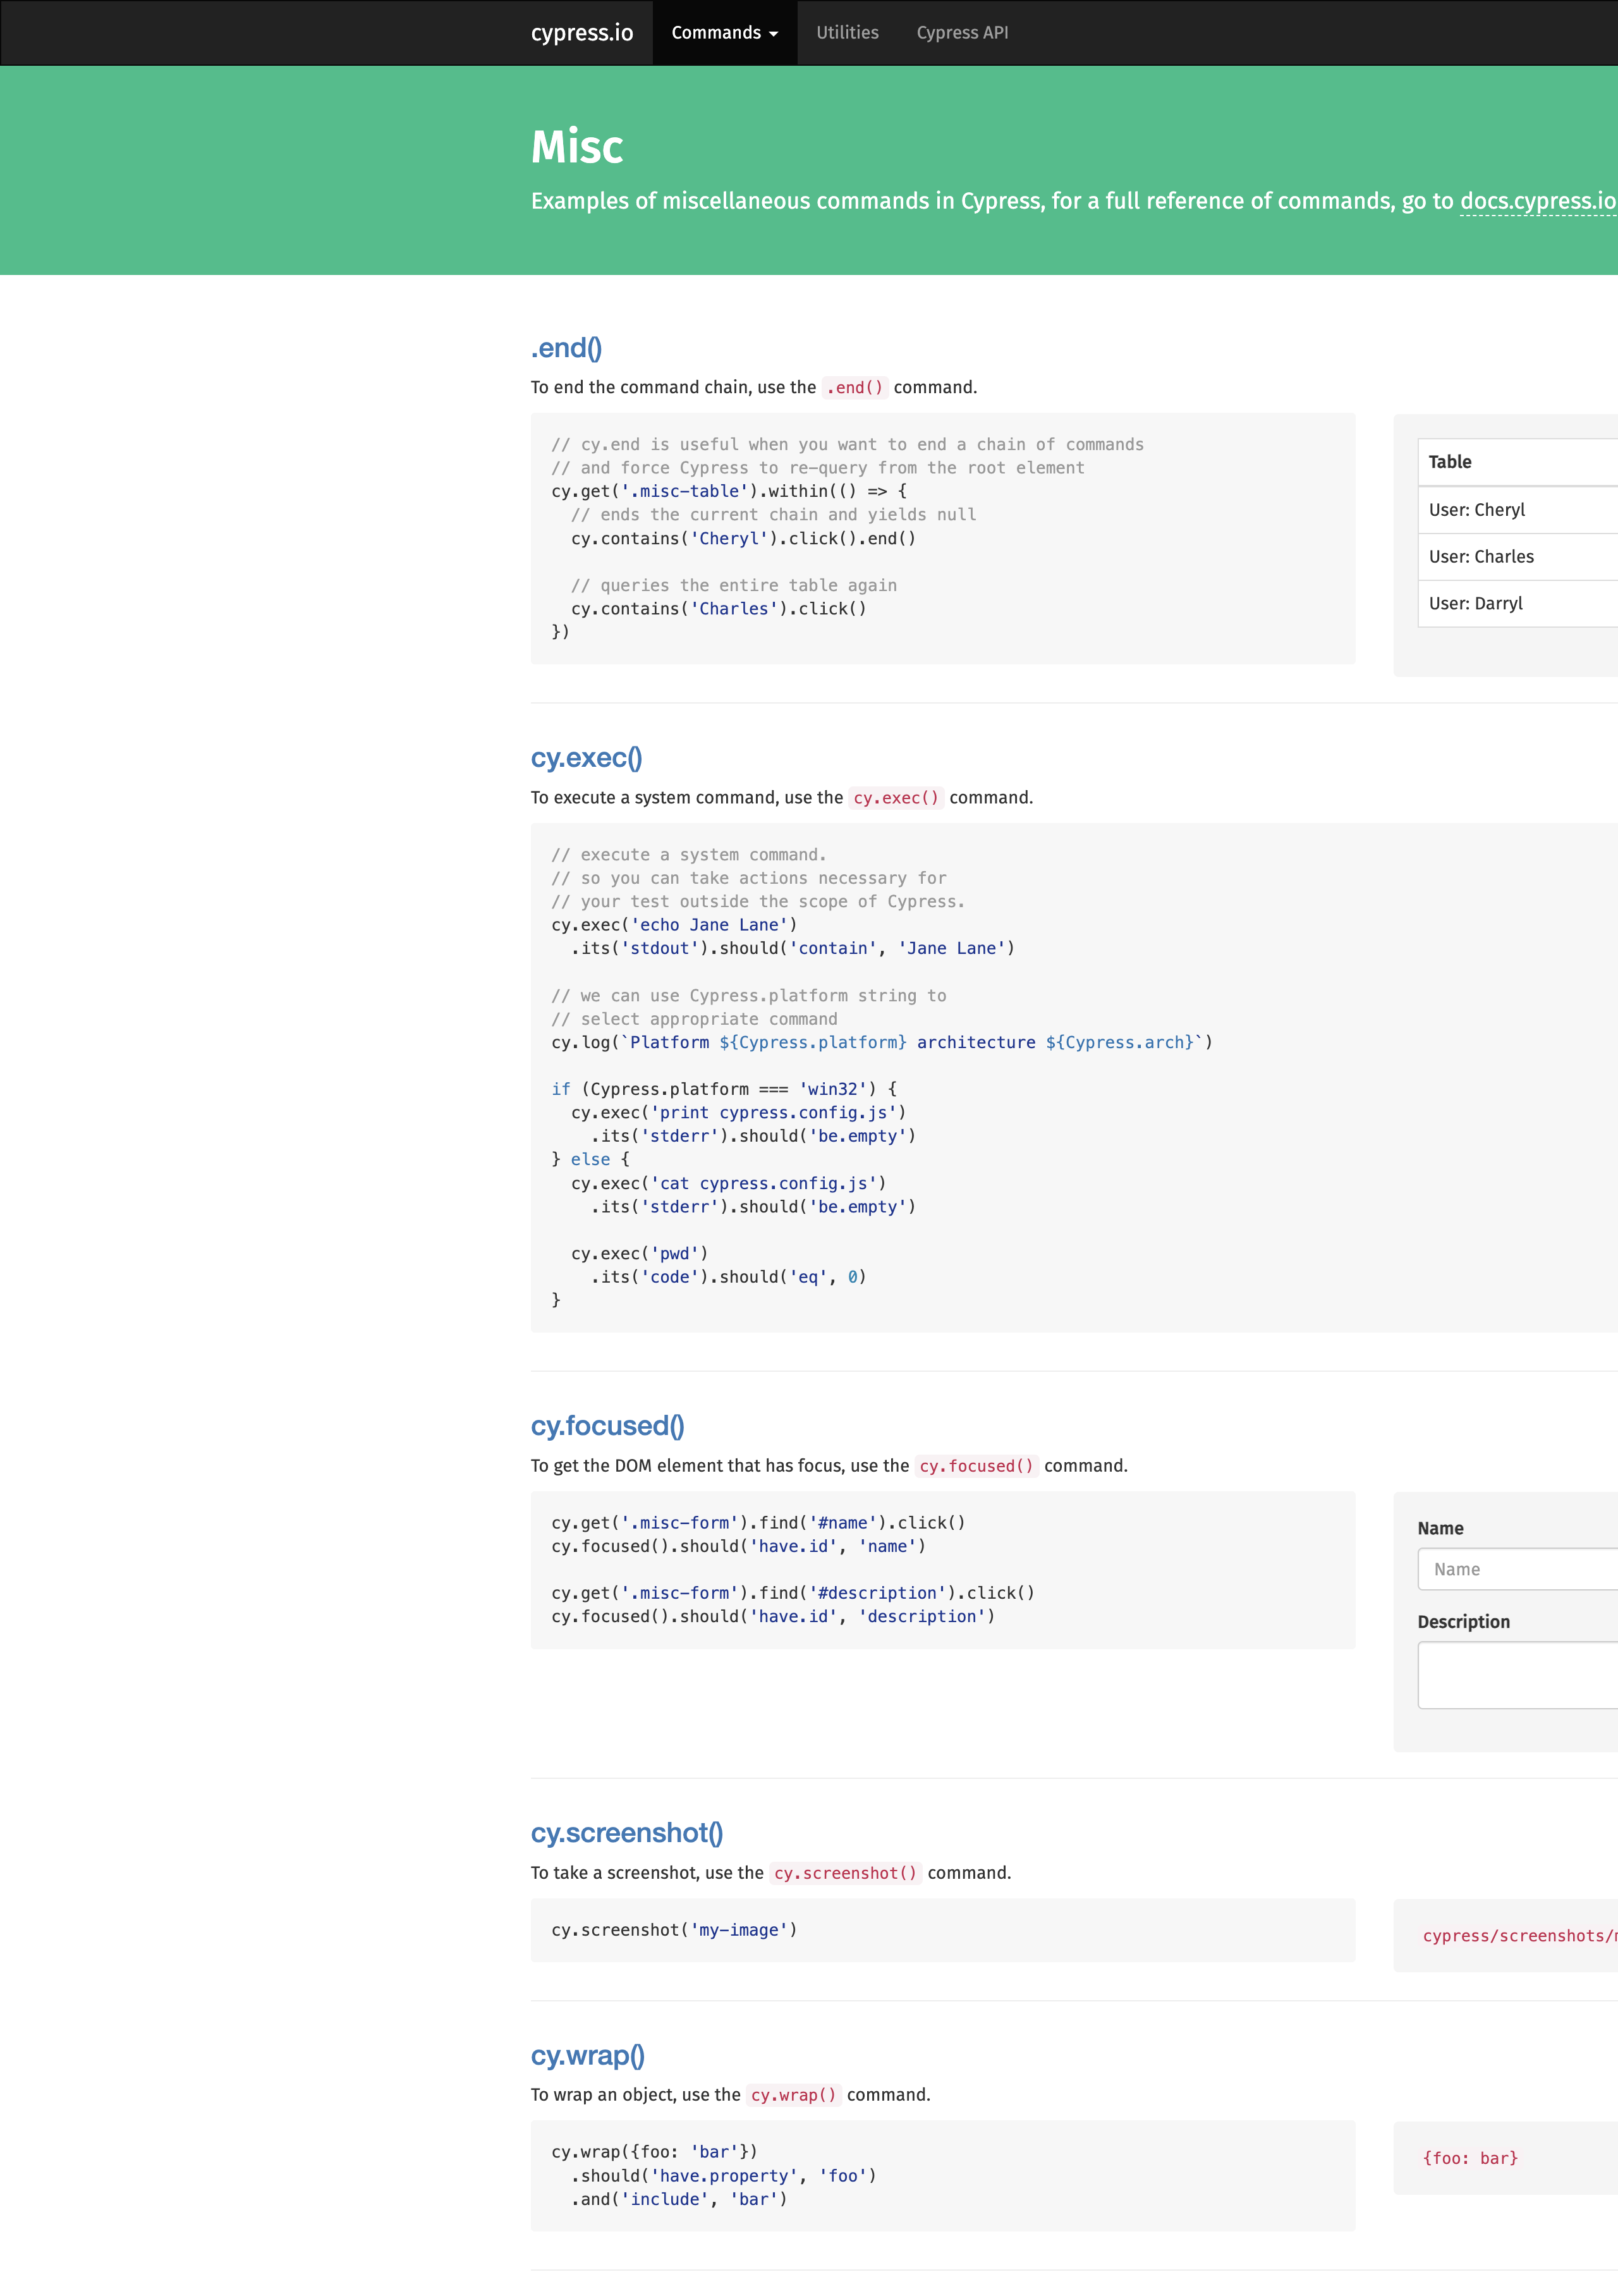 cypress.io Commands Utilities Cypress API
Misc
Examples of miscellaneous commands in Cypress, for a full reference of commands, go to docs.cypress.io
.end()
To end the command chain, use the .end() command.
// cy.end is useful when you want to end a chain of commands
// and force Cypress to re-query from the root element
cy.get('.misc-table').within(() => {
  // ends the current chain and yields null
  cy.contains('Cheryl').click().end()

  // queries the entire table again
  cy.contains('Charles').click()
})
Table
User: Cheryl
User: Charles
User: Darryl
cy.exec()
To execute a system command, use the cy.exec() command.
// execute a system command.
// so you can take actions necessary for
// your test outside the scope of Cypress.
cy.exec('echo Jane Lane')
  .its('stdout').should('contain', 'Jane Lane')

// we can use Cypress.platform string to
// select appropriate command
cy.log(`Platform ${Cypress.platform} architecture ${Cypress.arch}`)

if (Cypress.platform === 'win32') {
  cy.exec('print cypress.config.js')
    .its('stderr').should('be.empty')
} else {
  cy.exec('cat cypress.config.js')
    .its('stderr').should('be.empty')

  cy.exec('pwd')
    .its('code').should('eq', 0)
}
cy.focused()
To get the DOM element that has focus, use the cy.focused() command.
cy.get('.misc-form').find('#name').click()
cy.focused().should('have.id', 'name')

cy.get('.misc-form').find('#description').click()
cy.focused().should('have.id', 'description')
Name
Name
Description
cy.screenshot()
To take a screenshot, use the cy.screenshot() command.
cy.screenshot('my-image')
cypress/screenshots/
cy.wrap()
To wrap an object, use the cy.wrap() command.
cy.wrap({foo: 'bar'})
  .should('have.property', 'foo')
  .and('include', 'bar')
{foo: bar}